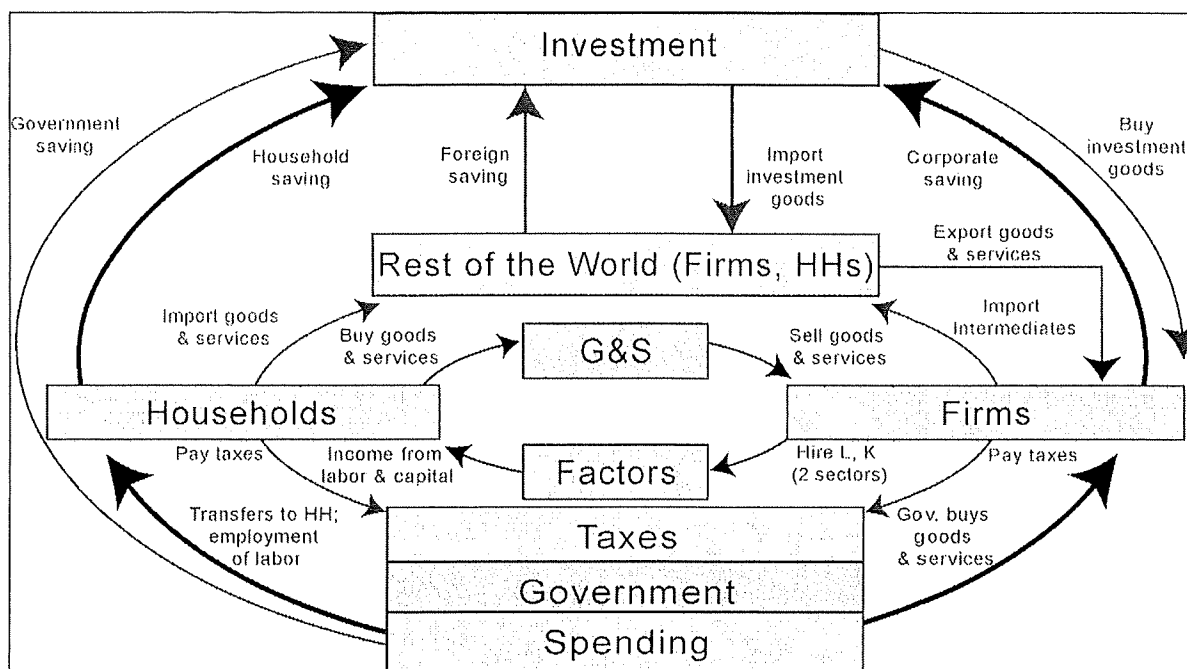 Investment
Government
saving
Household
saving
Foreign
saving
Import
investment
goods
Corporate
saving
Buy
investment
goods
Rest of the World (Firms, HHs)
Export goods
& services
Import goods
& services
Buy goods
& services
G&S
Sell goods
& services
Import
Intermediates
Households
Firms
Pay taxes
Income from
labor & capital
Factors
Hire L, K
(2 sectors)
Pay taxes
Transfers to HH;
employment
of labor
Taxes
Gov. buys
goods
& services
Government
Spending